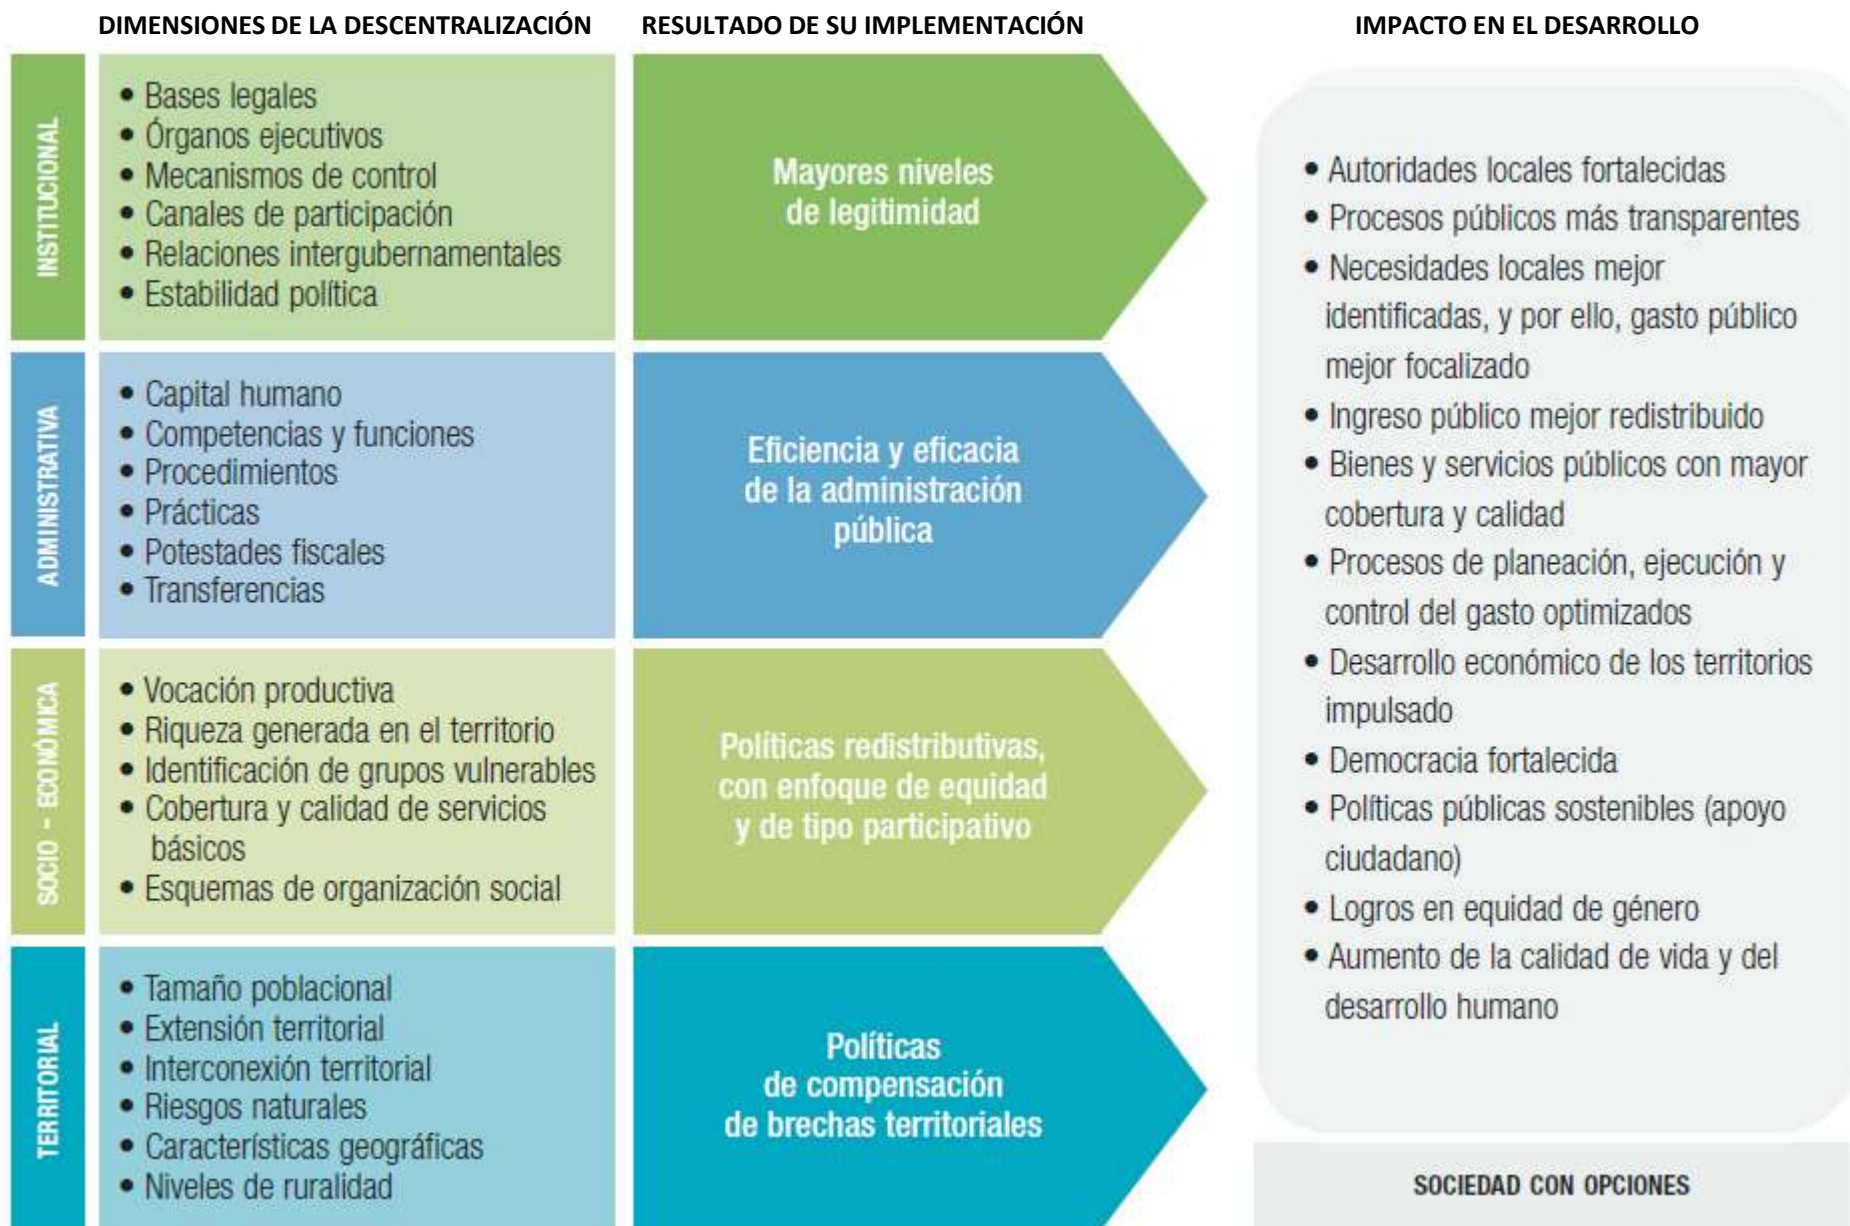 DIMENSIONES DE LA DESCENTRALIZACIÓN
RESULTADO DE SU IMPLEMENTACIÓN
IMPACTO EN EL DESARROLLO
INSTITUCIONAL
• Bases legales
• Órganos ejecutivos
• Mecanismos de control
• Canales de participación
• Relaciones intergubernamentales
• Estabilidad política
Mayores niveles
de legitimidad
ADMINISTRATIVA
• Capital humano
• Competencias y funciones
• Procedimientos
• Prácticas
• Potestades fiscales
• Transferencias
Eficiencia y eficacia
de la administración
pública
SOCIO - ECONÓMICA
• Vocación productiva
• Riqueza generada en el territorio
• Identificación de grupos vulnerables
• Cobertura y calidad de servicios
básicos
• Esquemas de organización social
Políticas redistributivas,
con enfoque de equidad
y de tipo participativo
TERRITORIAL
• Tamaño poblacional
• Extensión territorial
• Interconexión territorial
• Riesgos naturales
• Características geográficas
• Niveles de ruralidad
Políticas
de compensación
de brechas territoriales
• Autoridades locales fortalecidas
• Procesos públicos más transparentes
• Necesidades locales mejor
identificadas, y por ello, gasto público
mejor focalizado
• Ingreso público mejor redistribuido
• Bienes y servicios públicos con mayor
cobertura y calidad
• Procesos de planeación, ejecución y
control del gasto optimizados
• Desarrollo económico de los territorios
impulsado
• Democracia fortalecida
• Políticas públicas sostenibles (apoyo
ciudadano)
• Logros en equidad de género
• Aumento de la calidad de vida y del
desarrollo humano
SOCIEDAD CON OPCIONES